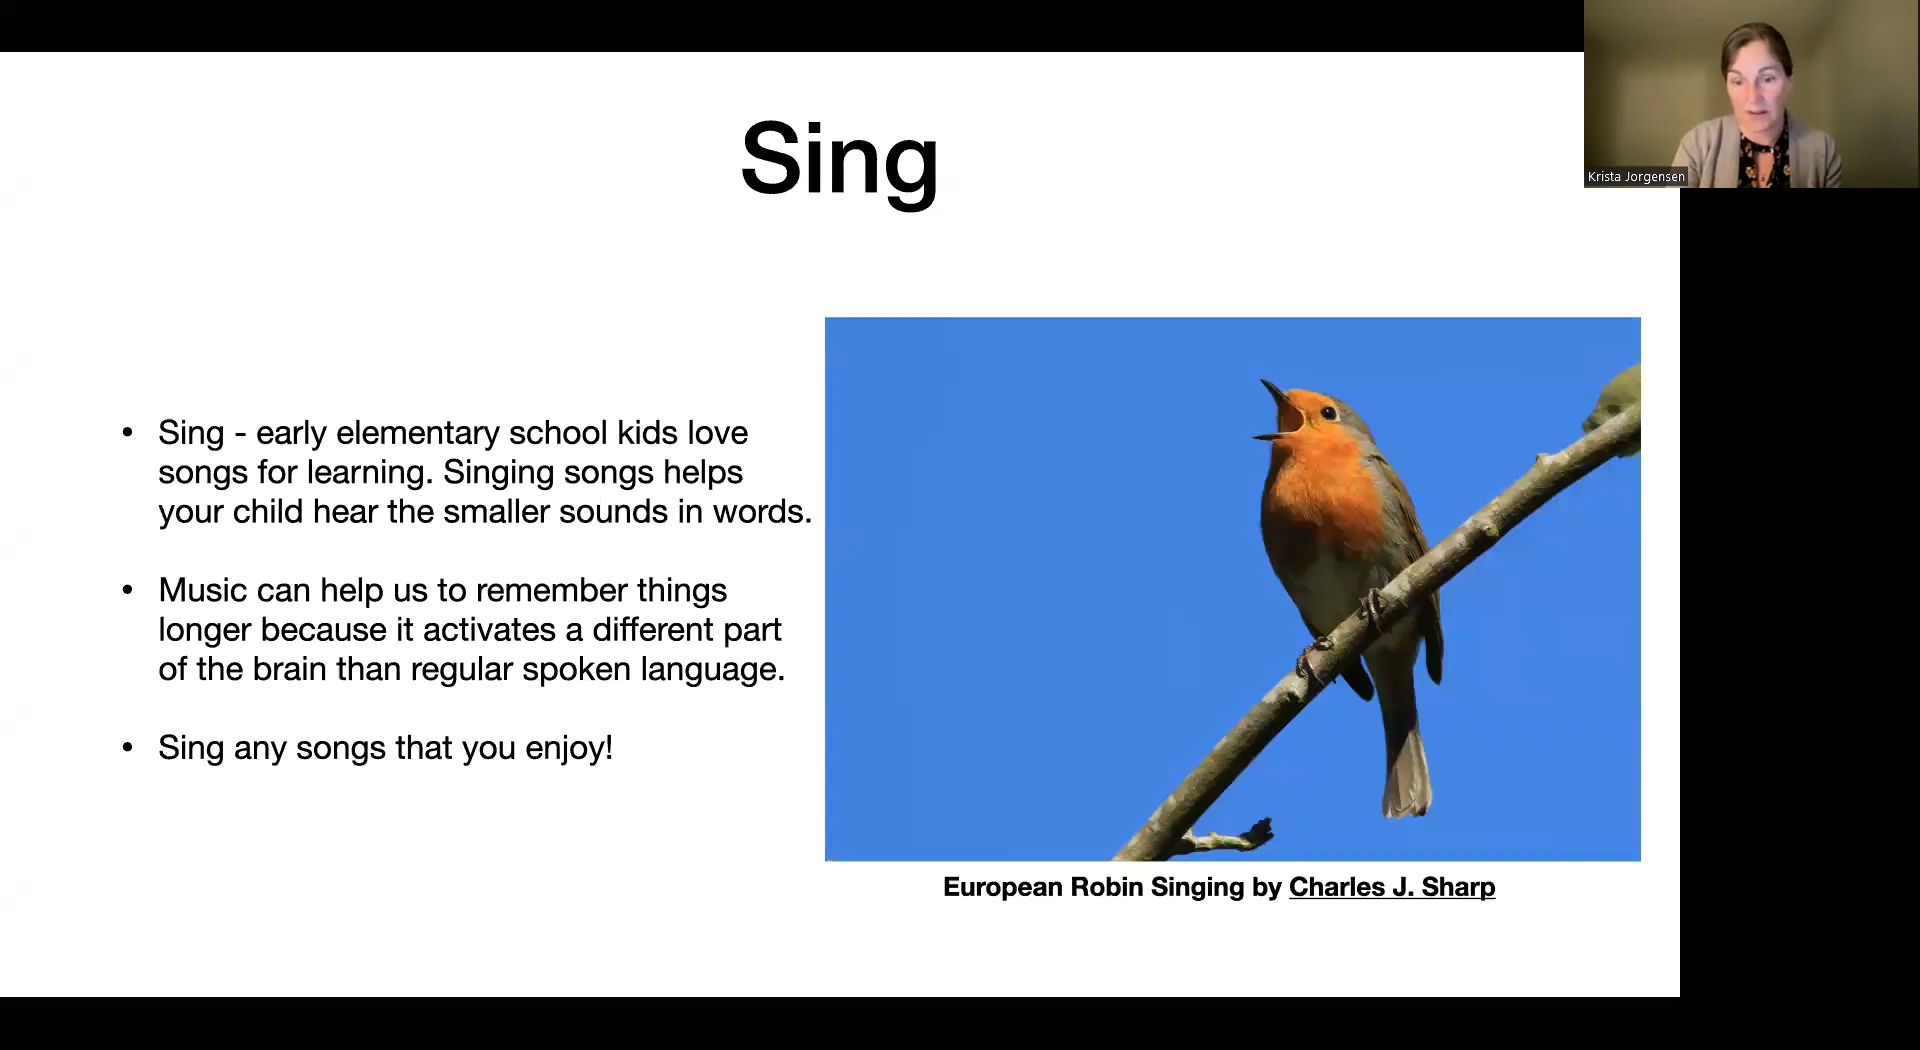 Sing
Krista Jorgensen
• Sing - early elementary school kids love
songs for learning. Singing songs helps
your child hear the smaller sounds in words.
• Music can help us to remember things
longer because it activates a different part
of the brain than regular spoken language.
• Sing any songs that you enjoy!
European Robin Singing by Charles J. Sharp